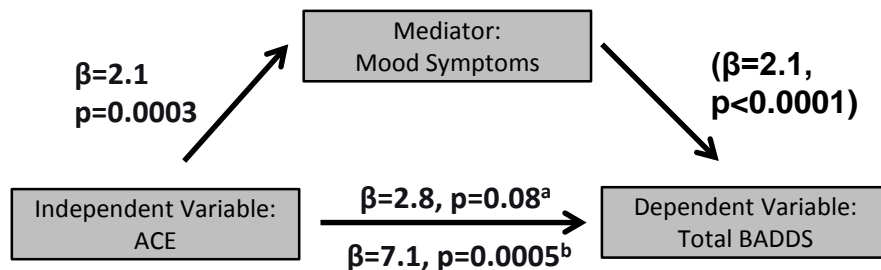 Mediator:
Mood Symptoms
β=2.1
p=0.0003
(β=2.1,
p<0.0001)
Independent Variable:
ACE
β=2.8, p=0.08ᵃ
β=7.1, p=0.0005ᵇ
Dependent Variable:
Total BADDS